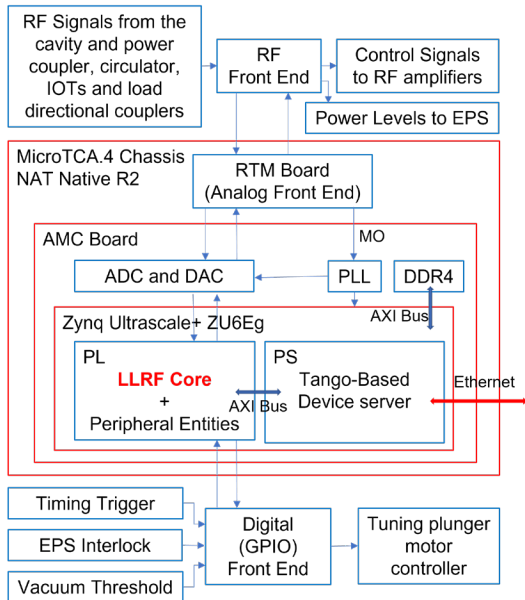 RF Signals from the
cavity and power
coupler, circulator,
IOTs and load
directional couplers
RF
Front End
Control Signals
to RF amplifiers
Power Levels to EPS
MicroTCA.4 Chassis
NAT Native R2
RTM Board
(Analog Front End)
MO
AMC Board
ADC and DAC
PLL
DDR4
AXI Bus
Zynq Ultrascale+ ZU6Eg
PL
LLRF Core
+
Peripheral Entities
AXI Bus
PS
Tango-Based
Device server
Ethernet
Timing Trigger
EPS Interlock
Vacuum Threshold
Digital
(GPIO)
Front End
Tuning plunger
motor
controller